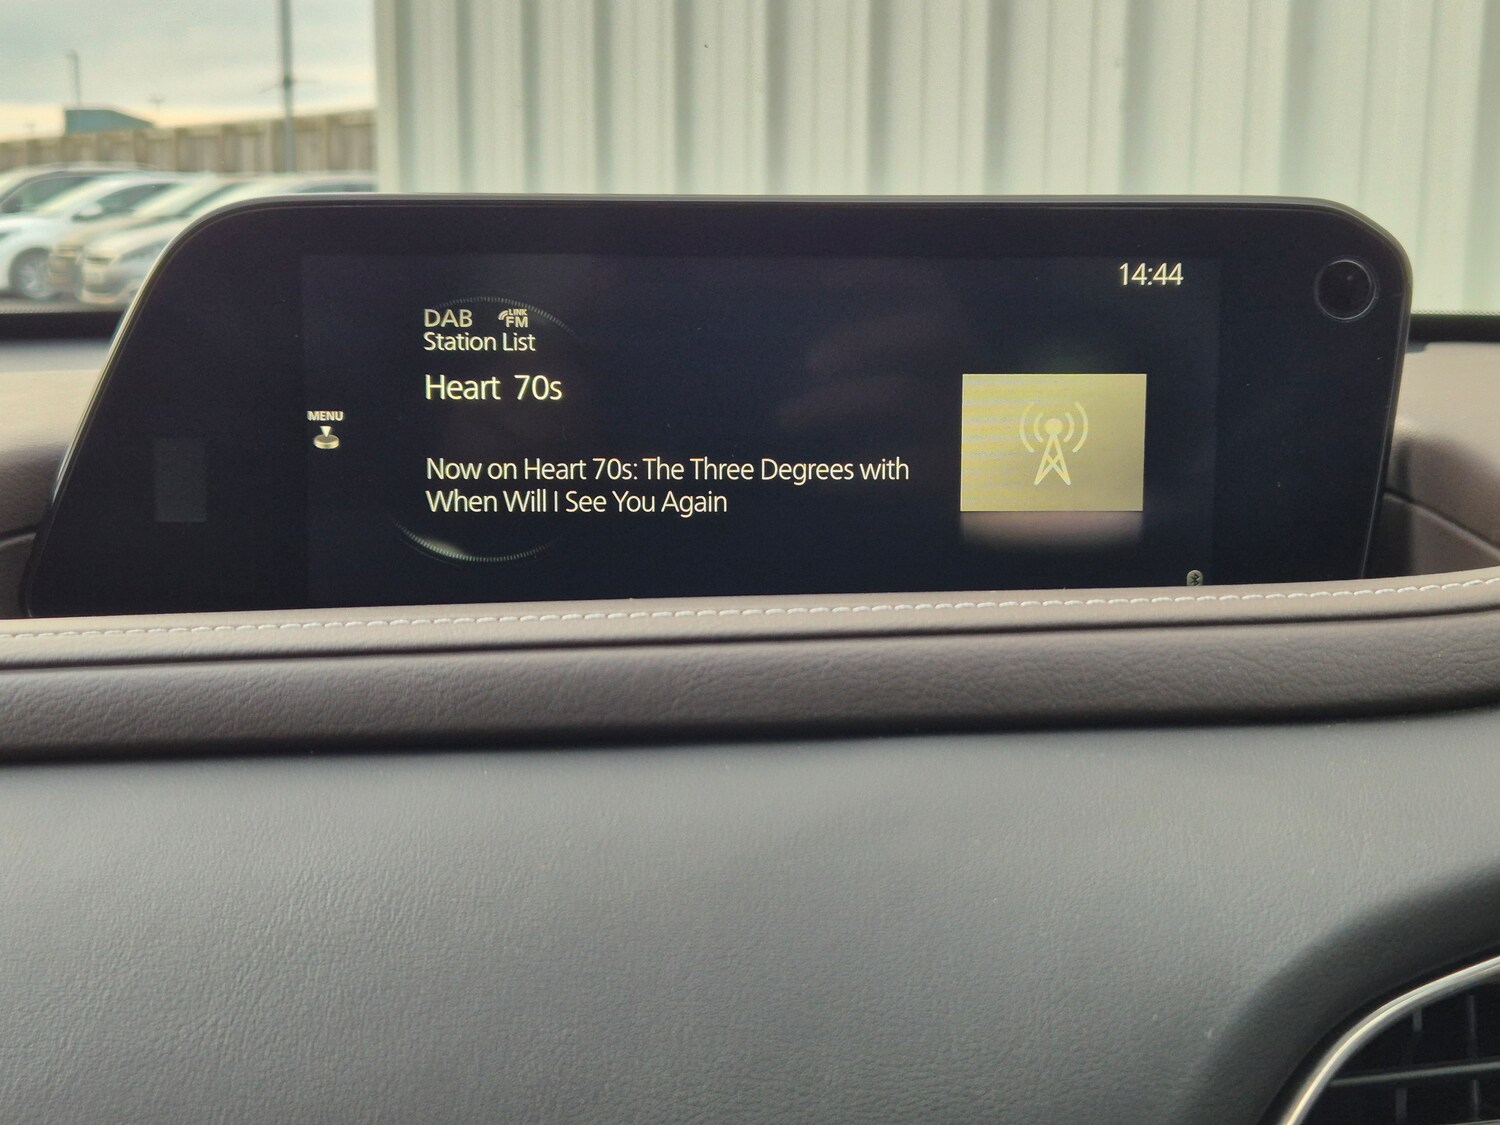 14:44
DAB LINK FM
Station List
Heart 70s
MENU
Now on Heart 70s: The Three Degrees with
When Will I See You Again